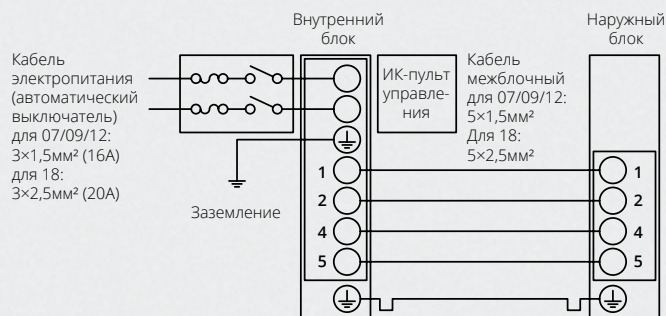 Внутренний
блок
Наружный
блок
Кабель
электропитания
(автоматический
выключатель)
для 07/09/12:
3×1,5мм² (16А)
для 18:
3×2,5мм² (20А)
ИК-пульт
управле-
ния
Кабель
межблочный
для 07/09/12:
5×1,5мм²
Для 18:
5×2,5мм²
Заземление
1
2
4
5
1
2
4
5